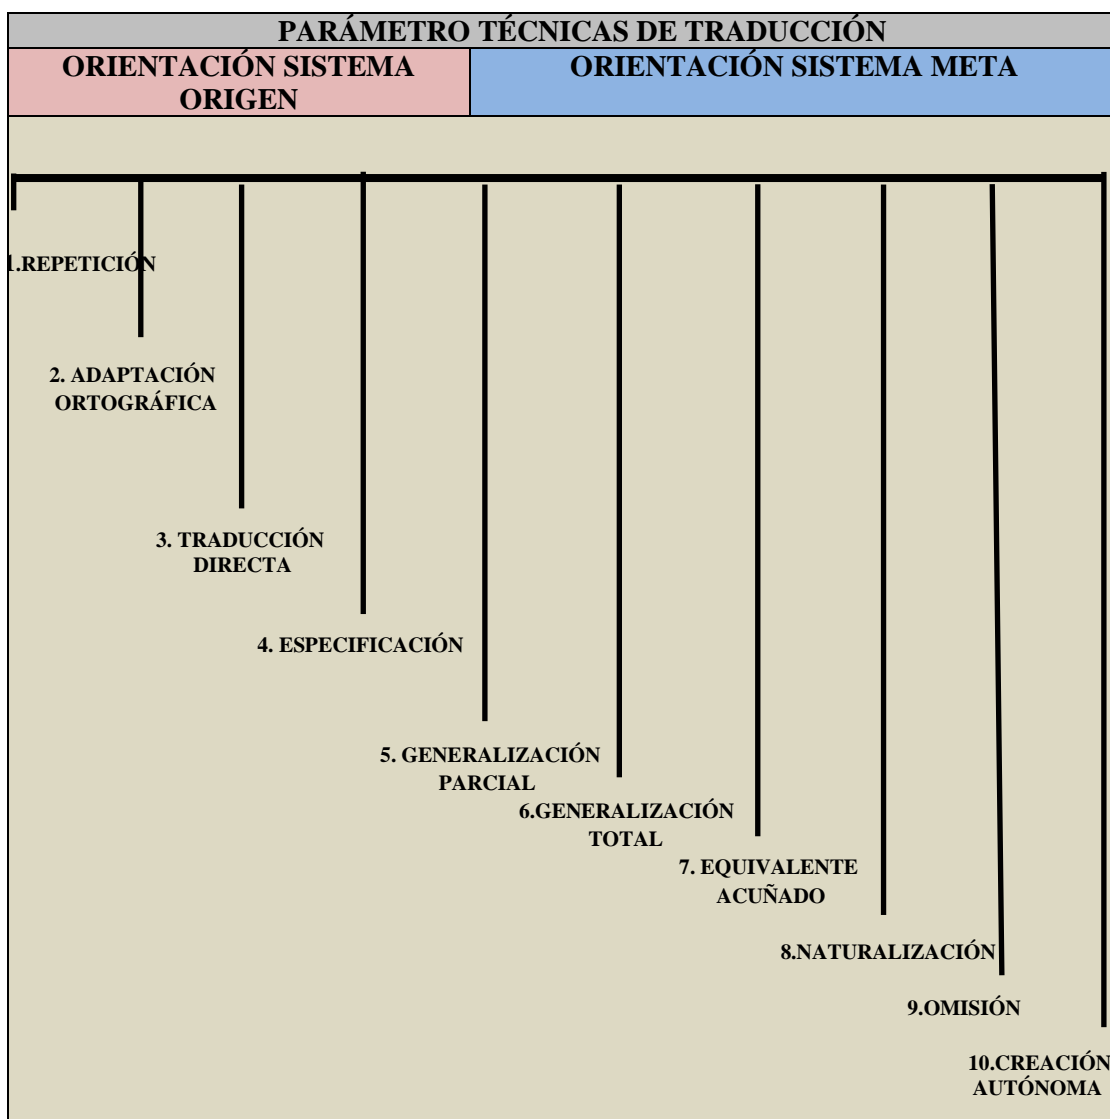 PARÁMETRO TÉCNICAS DE TRADUCCIÓN
ORIENTACIÓN SISTEMA
ORIGEN
ORIENTACIÓN SISTEMA META
1.REPETICIÓN
2. ADAPTACIÓN
ORTOGRÁFICA
3. TRADUCCIÓN
DIRECTA
4. ESPECIFICACIÓN
5. GENERALIZACIÓN
PARCIAL
6.GENERALIZACIÓN
TOTAL
7. EQUIVALENTE
ACUÑADO
8.NATURALIZACIÓN
9.OMISIÓN
10.CREACIÓN
AUTÓNOMA